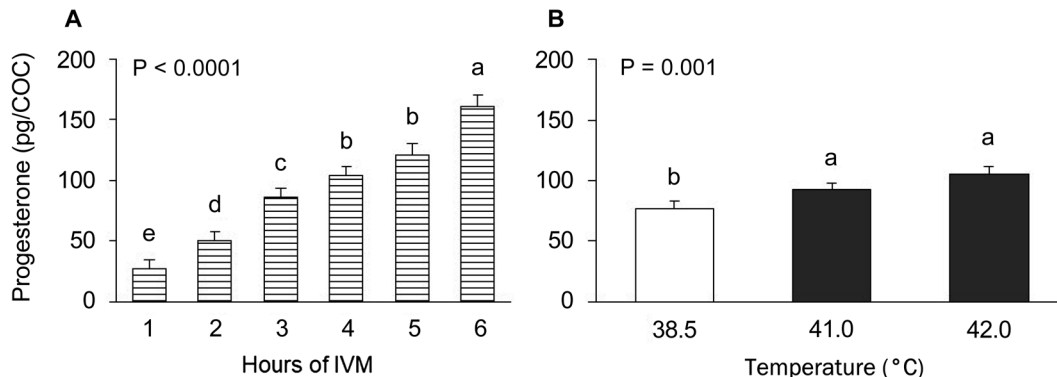 A
Progesterone (pg/COC)
200
150
100
50
0
P < 0.0001
e
d
c
b
b
a
1 2 3 4 5 6
Hours of IVM
B
200
150
100
50
0
P = 0.001
b
a
a
38.5 41.0 42.0
Temperature (°C)